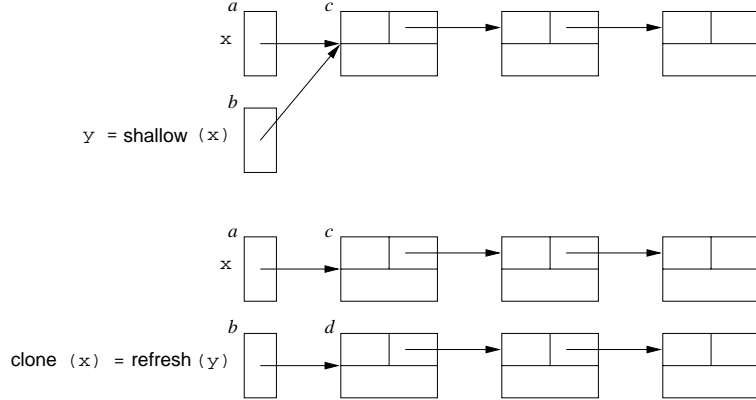 a c
x
b
y = shallow (x)
a c
x
b d
clone (x) = refresh (y)